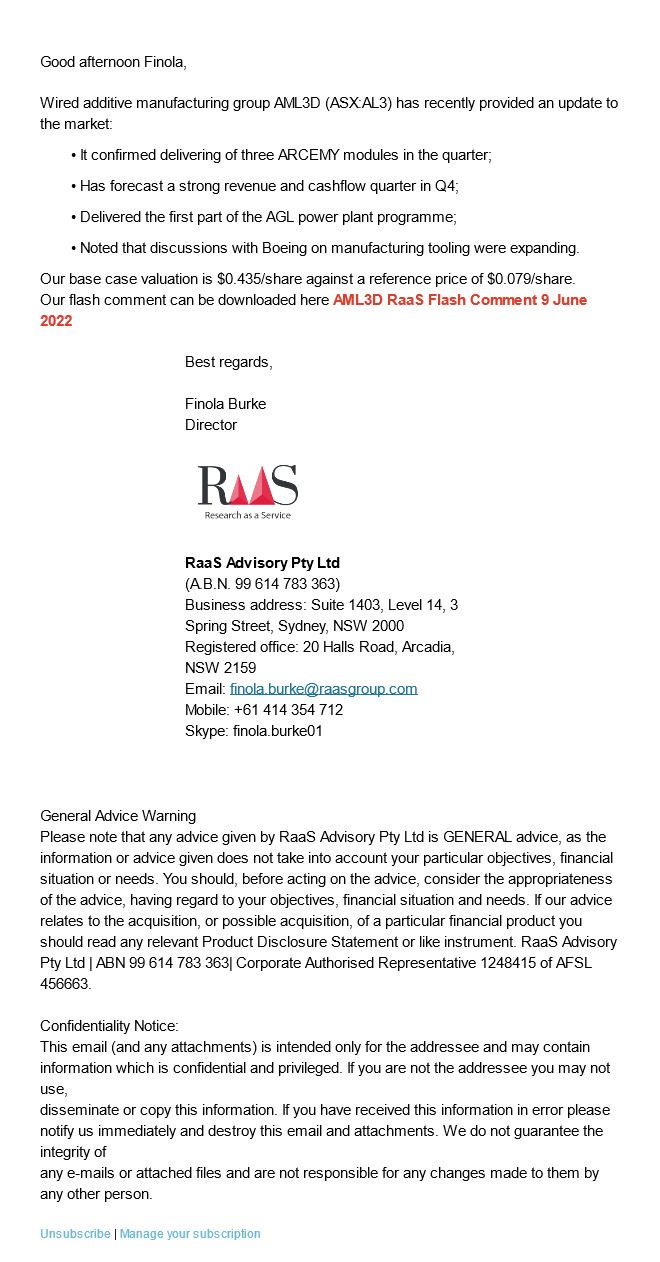 Good afternoon Finola,
Wired additive manufacturing group AML3D (ASX:AL3) has recently provided an update to
the market:
• It confirmed delivering of three ARCEMY modules in the quarter;
• Has forecast a strong revenue and cashflow quarter in Q4;
• Delivered the first part of the AGL power plant programme;
• Noted that discussions with Boeing on manufacturing tooling were expanding.
Our base case valuation is $0.435/share against a reference price of $0.079/share.
Our flash comment can be downloaded here AML3D RaaS Flash Comment 9 June
2022
Best regards,
Finola Burke
Director
RAAS
Research as a Service
RaaS Advisory Pty Ltd
(A.B.N. 99 614 783 363)
Business address: Suite 1403, Level 14, 3
Spring Street, Sydney, NSW 2000
Registered office: 20 Halls Road, Arcadia,
NSW 2159
Email: finola.burke@raasgroup.com
Mobile: +61 414 354 712
Skype: finola.burke01
General Advice Warning
Please note that any advice given by RaaS Advisory Pty Ltd is GENERAL advice, as the
information or advice given does not take into account your particular objectives, financial
situation or needs. You should, before acting on the advice, consider the appropriateness
of the advice, having regard to your objectives, financial situation and needs. If our advice
relates to the acquisition, or possible acquisition, of a particular financial product you
should read any relevant Product Disclosure Statement or like instrument. RaaS Advisory
Pty Ltd | ABN 99 614 783 363| Corporate Authorised Representative 1248415 of AFSL
456663.
Confidentiality Notice:
This email (and any attachments) is intended only for the addressee and may contain
information which is confidential and privileged. If you are not the addressee you may not
use,
disseminate or copy this information. If you have received this information in error please
notify us immediately and destroy this email and attachments. We do not guarantee the
integrity of
any e-mails or attached files and are not responsible for any changes made to them by
any other person.
Unsubscribe | Manage your subscription